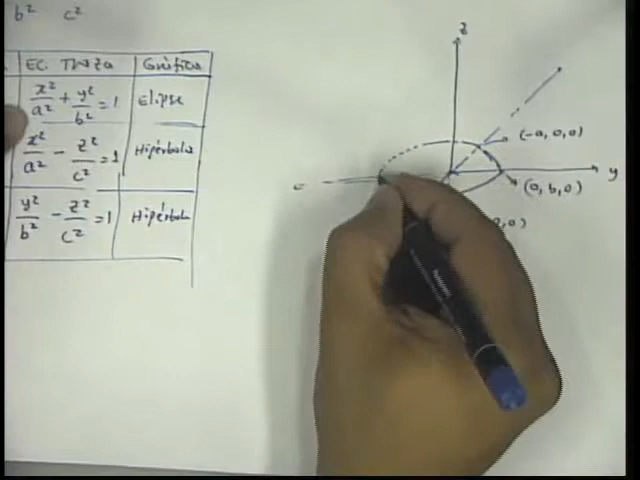 b² c²
EC. TRAZA Gráfica
x²/a² + y²/b² = 1 Elipse
x²/a² - z²/c² = 1 Hipérbola
y²/b² - z²/c² = 1 Hipérbola
z
(-a, 0, 0)
y
(0, b, 0)
, 0)